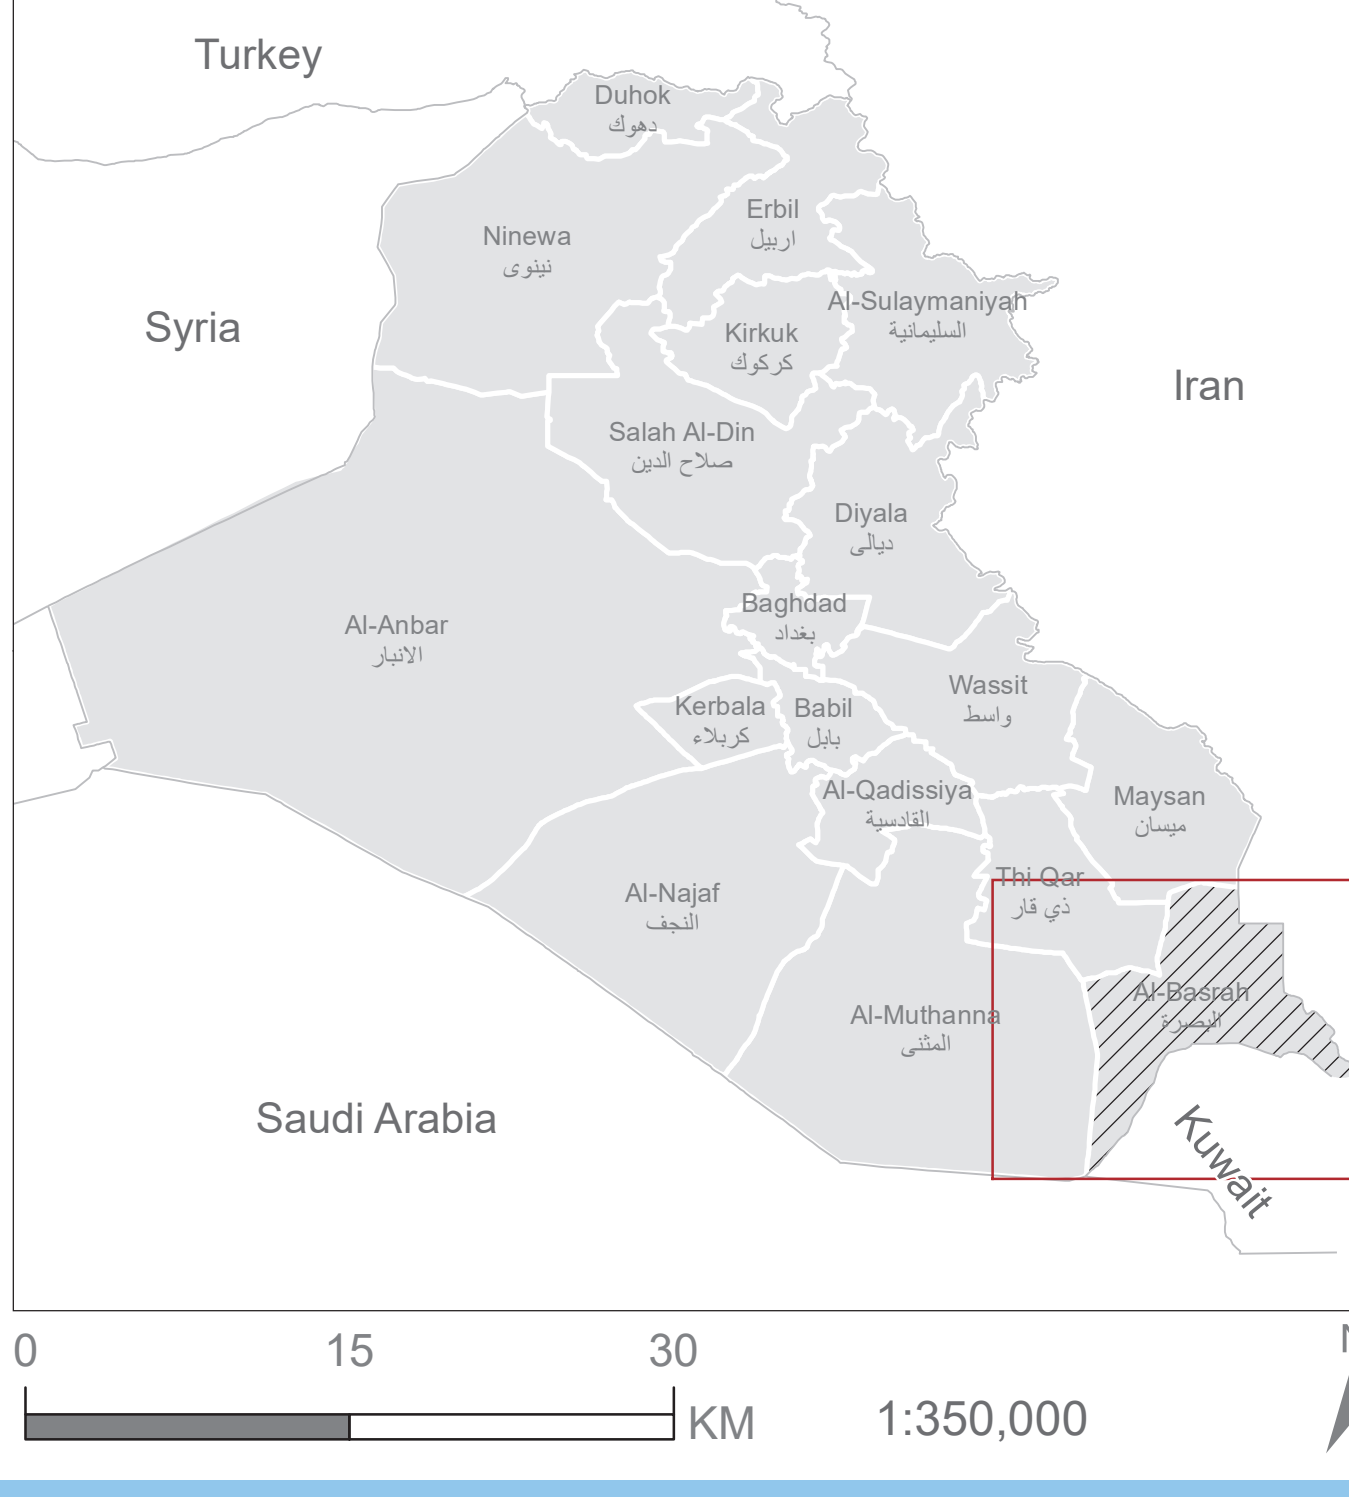 Turkey
Duhok
دهوك
Erbil
اربيل
Ninewa
نينوى
Al-Sulaymaniyah
السليمانية
Syria
Kirkuk
كركوك
Iran
Salah Al-Din
صلاح الدين
Diyala
ديالى
Baghdad
بغداد
Al-Anbar
الانبار
Wassit
واسط
Kerbala
كربلاء
Babil
بابل
Al-Qadissiya
القادسية
Maysan
ميسان
Thi Qar
ذي قار
Al-Najaf
النجف
Al-Basrah
البصرة
Al-Muthanna
المثنى
Saudi Arabia
Kuwait
0 15 30
KM
1:350,000